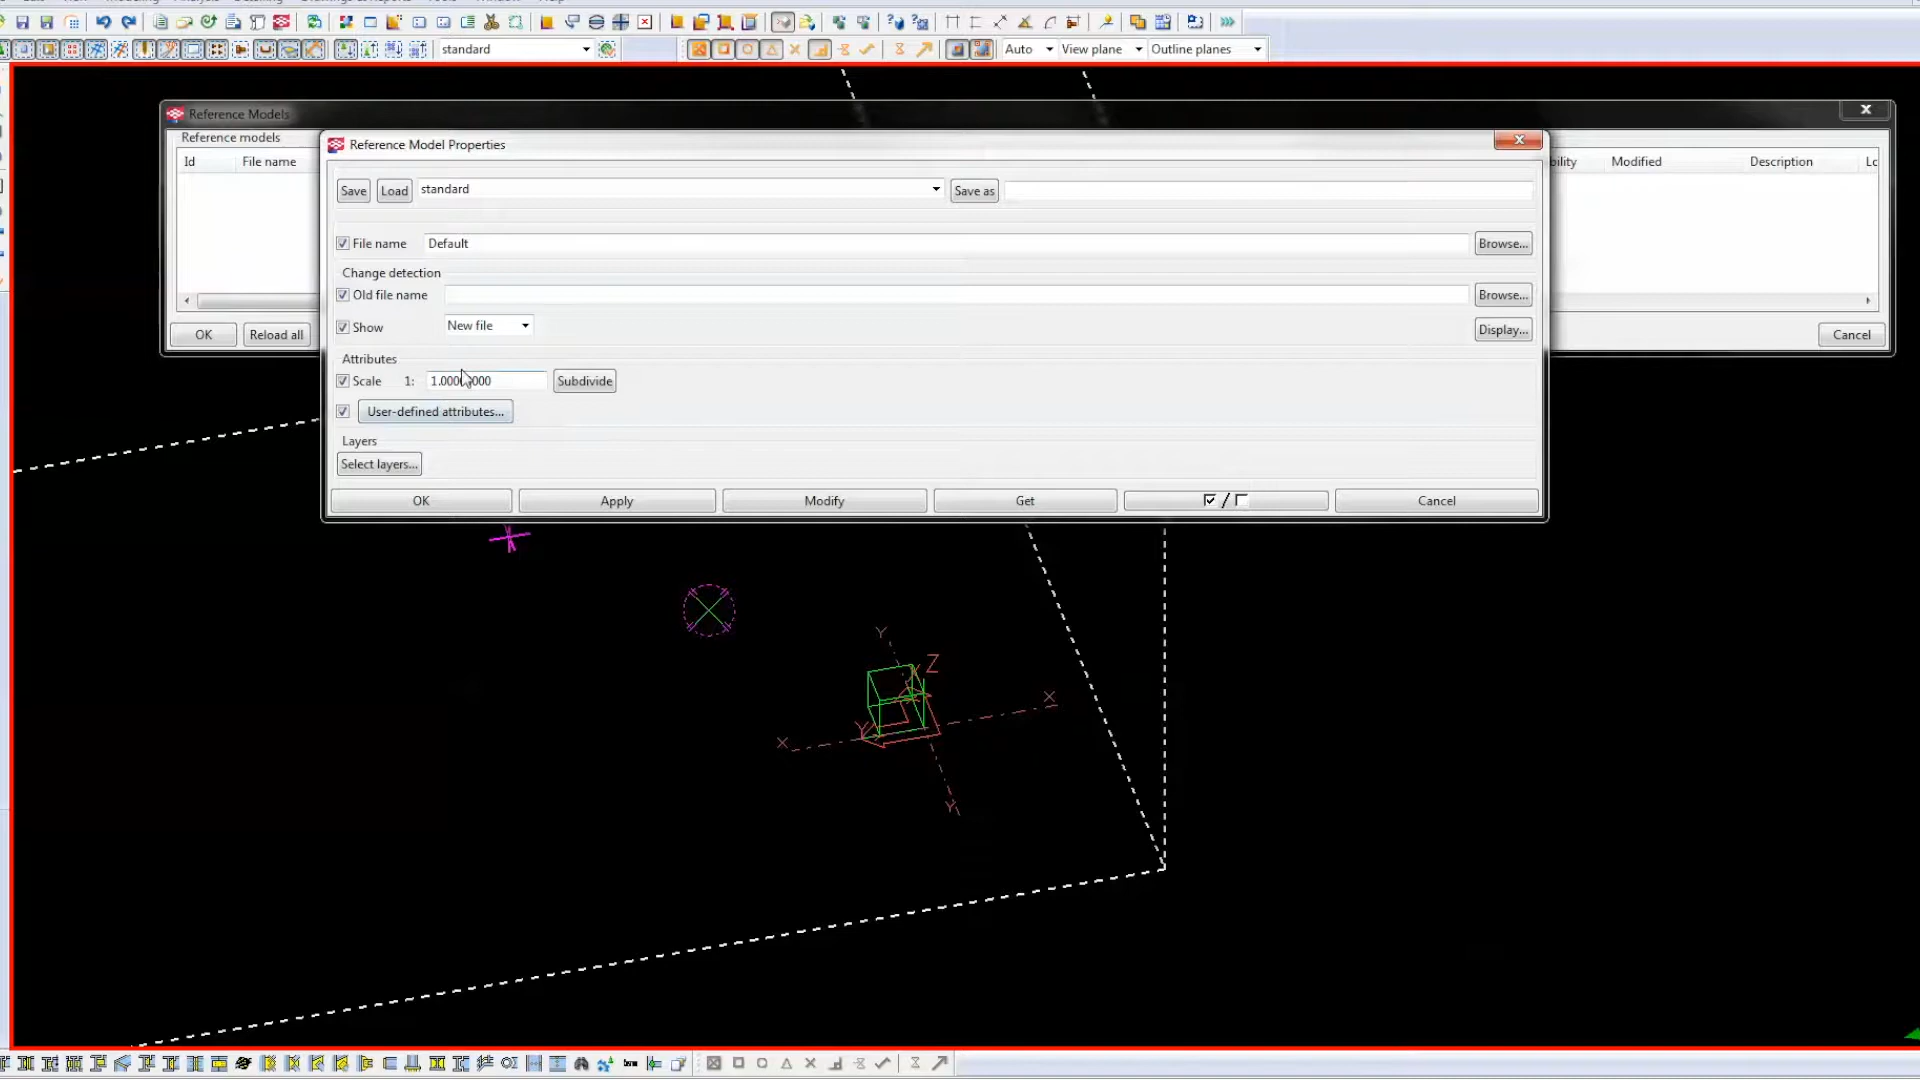 standard
Auto
View plane
Outline planes
Reference Models
Reference models
Id
File name
Modified
Description
OK
Reload all
Cancel
Reference Model Properties
Save
Load
standard
Save as
File name
Default
Browse...
Change detection
Old file name
Browse...
Show
New file
Display...
Attributes
Scale
1:
Subdivide
User-defined attributes...
Layers
Select layers...
OK
Apply
Modify
Get
/
Cancel
Y
Z
X
Y
X
Y